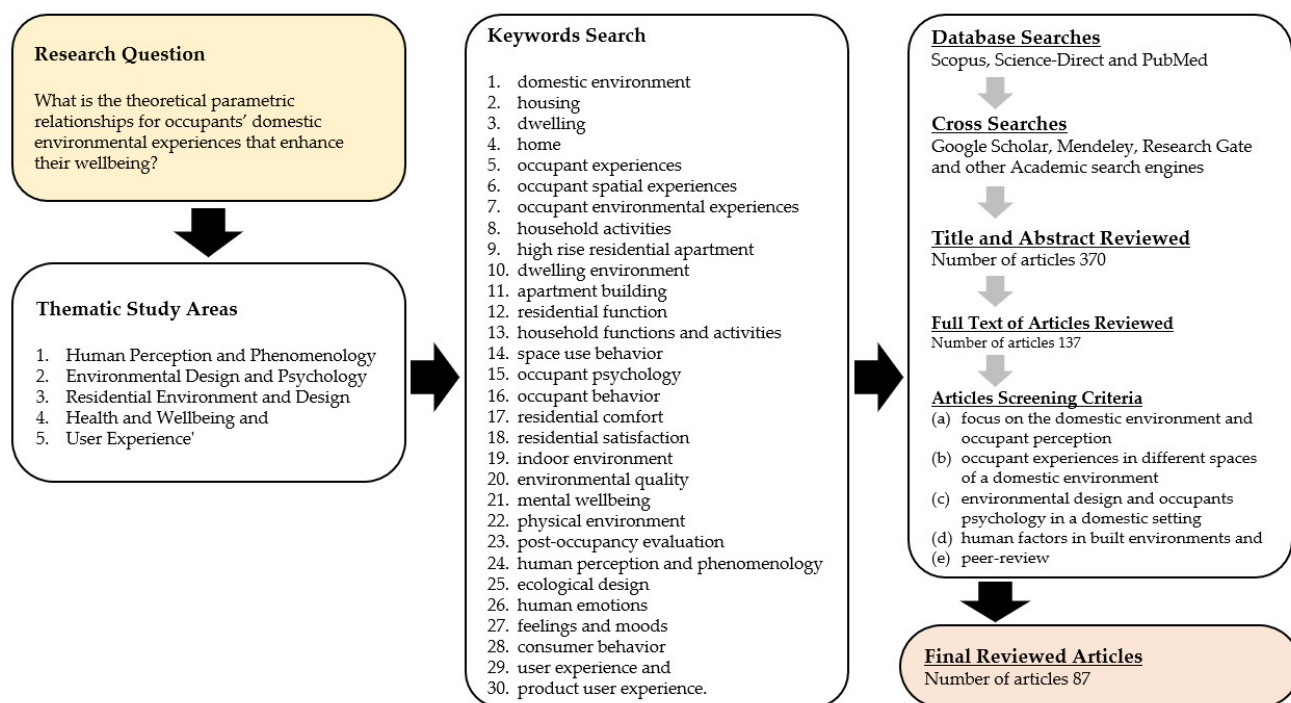 Research Question
What is the theoretical parametric
relationships for occupants' domestic
environmental experiences that enhance
their wellbeing?
Thematic Study Areas
1. Human Perception and Phenomenology
2. Environmental Design and Psychology
3. Residential Environment and Design
4. Health and Wellbeing and
5. User Experience'
Keywords Search
1. domestic environment
2. housing
3. dwelling
4. home
5. occupant experiences
6. occupant spatial experiences
7. occupant environmental experiences
8. household activities
9. high rise residential apartment
10. dwelling environment
11. apartment building
12. residential function
13. household functions and activities
14. space use behavior
15. occupant psychology
16. occupant behavior
17. residential comfort
18. residential satisfaction
19. indoor environment
20. environmental quality
21. mental wellbeing
22. physical environment
23. post-occupancy evaluation
24. human perception and phenomenology
25. ecological design
26. human emotions
27. feelings and moods
28. consumer behavior
29. user experience and
30. product user experience.
Database Searches
Scopus, Science-Direct and PubMed
Cross Searches
Google Scholar, Mendeley, Research Gate
and other Academic search engines
Title and Abstract Reviewed
Number of articles 370
Full Text of Articles Reviewed
Number of articles 137
Articles Screening Criteria
(a) focus on the domestic environment and
occupant perception
(b) occupant experiences in different spaces
of a domestic environment
(c) environmental design and occupants
psychology in a domestic setting
(d) human factors in built environments and
(e) peer-review
Final Reviewed Articles
Number of articles 87